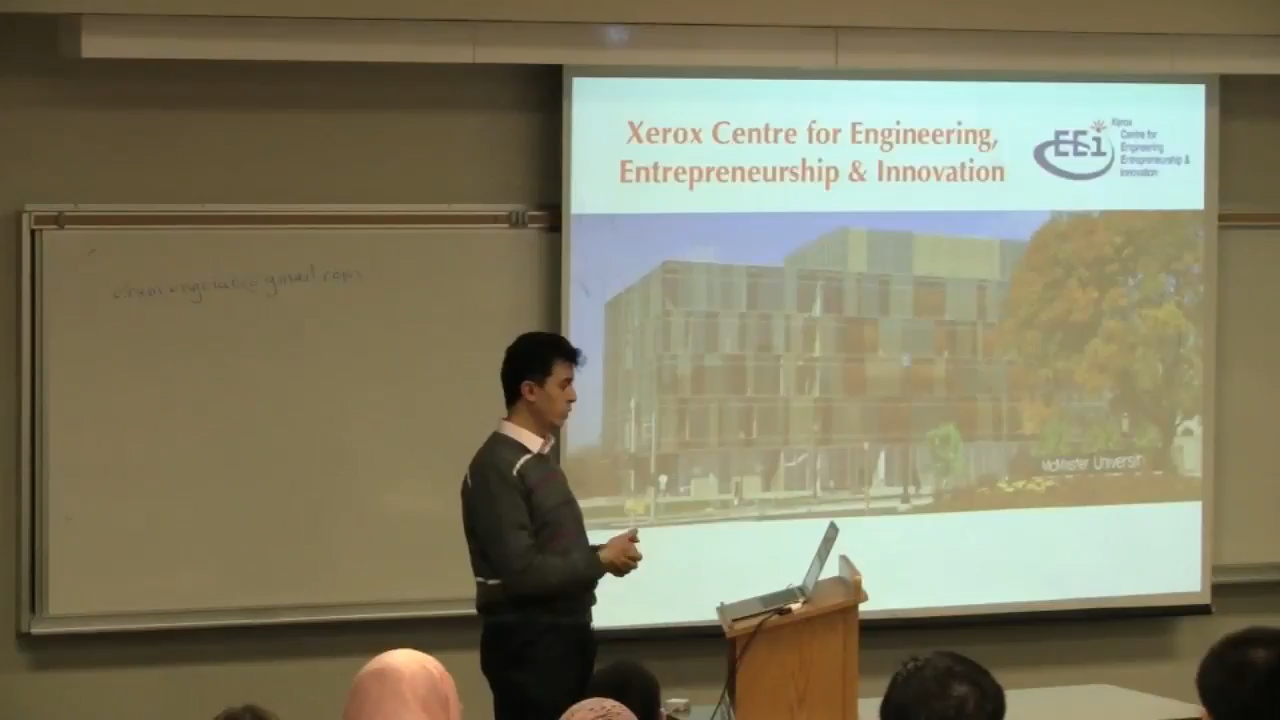 Xerox Centre for Engineering,
Entrepreneurship & Innovation
EEi
Xerox
Centre for
Engineering
Entrepreneurship &
Innovation
McMaster University